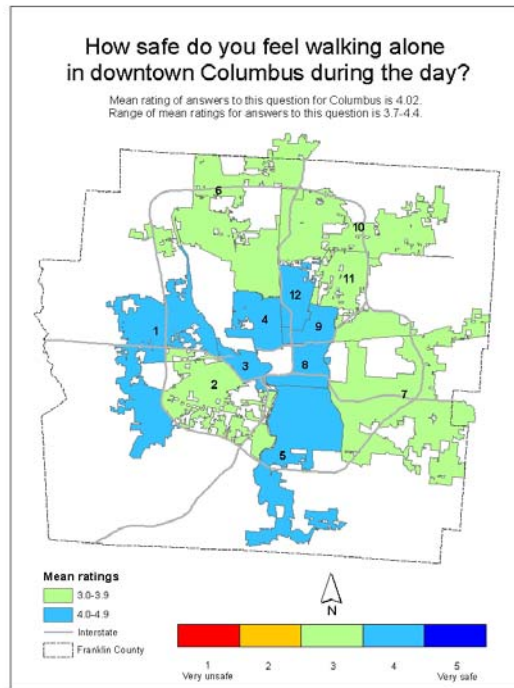 How safe do you feel walking alone
in downtown Columbus during the day?
Mean rating of answers to this question for Columbus is 4.02.
Range of mean ratings for answers to this question is 3.7-4.4.
6
10
11
12
1
4
9
3
8
2
7
5
Mean ratings
3.0-3.9
4.0-4.9
Interstate
Franklin County
N
1 2 3 4 5
Very unsafe Very safe